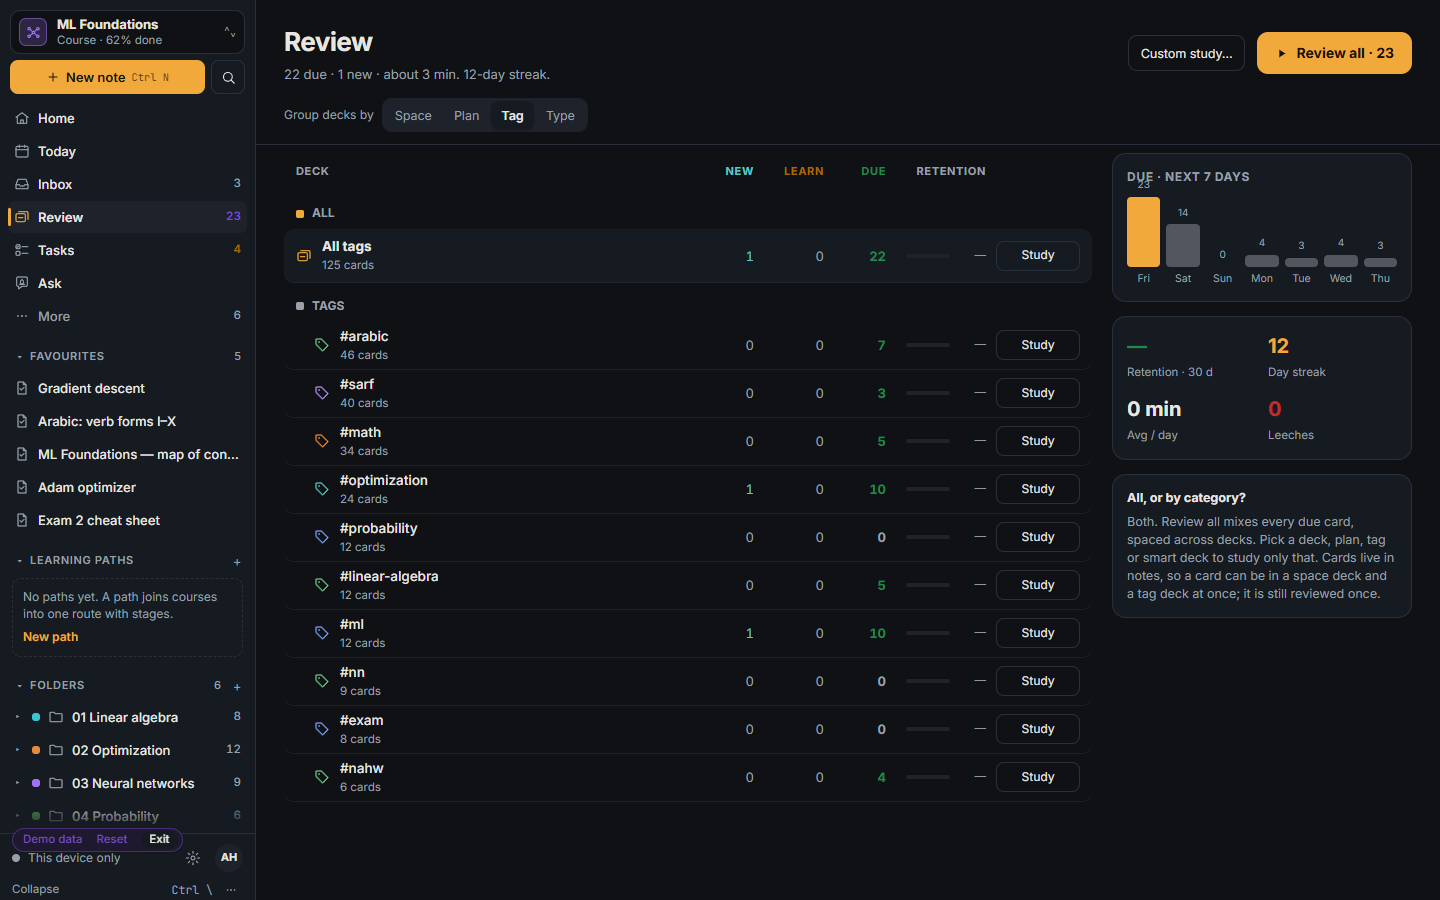 ML Foundations
Course · 62% done
+ New note Ctrl N
Home
Today
Inbox 3
Review 23
Tasks 4
Ask
··· More 6
FAVOURITES 5
Gradient descent
Arabic: verb forms I–X
ML Foundations — map of con...
Adam optimizer
Exam 2 cheat sheet
LEARNING PATHS +
No paths yet. A path joins courses
into one route with stages.
New path
FOLDERS 6 +
01 Linear algebra 8
02 Optimization 12
03 Neural networks 9
04 Probability 6
Demo data Reset Exit
This device only AH
Collapse Ctrl \ ···
Review
22 due · 1 new · about 3 min. 12-day streak.
Custom study...
Review all · 23
Group decks by Space Plan Tag Type
DECK NEW LEARN DUE RETENTION
ALL
All tags
125 cards
1 0 22 — Study
TAGS
#arabic
46 cards
0 0 7 — Study
#sarf
40 cards
0 0 3 — Study
#math
34 cards
0 0 5 — Study
#optimization
24 cards
1 0 10 — Study
#probability
12 cards
0 0 0 — Study
#linear-algebra
12 cards
0 0 5 — Study
#ml
12 cards
1 0 10 — Study
#nn
9 cards
0 0 0 — Study
#exam
8 cards
0 0 0 — Study
#nahw
6 cards
0 0 4 — Study
DUE · NEXT 7 DAYS
23 14 0 4 3 4 3
Fri Sat Sun Mon Tue Wed Thu
— 12
Retention · 30 d Day streak
0 min 0
Avg / day Leeches
All, or by category?
Both. Review all mixes every due card,
spaced across decks. Pick a deck, plan, tag
or smart deck to study only that. Cards live in
notes, so a card can be in a space deck and
a tag deck at once; it is still reviewed once.